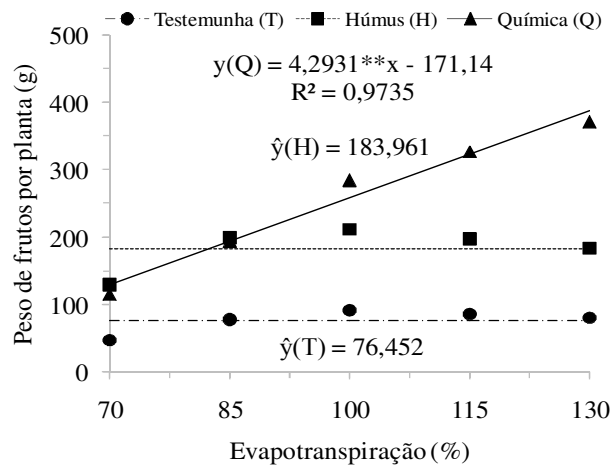 Testemunha (T) Húmus (H) Química (Q)
500
400
300
200
100
0
Peso de frutos por planta (g)
y(Q) = 4,2931**x - 171,14
R² = 0,9735
ŷ(H) = 183,961
ŷ(T) = 76,452
70 85 100 115 130
Evapotranspiração (%)